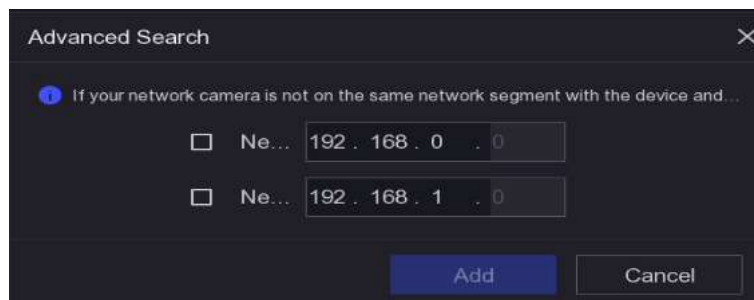 Advanced Search
If your network camera is not on the same network segment with the device and...
Ne... 192 . 168 . 0 . 0
Ne... 192 . 168 . 1 . 0
Add Cancel